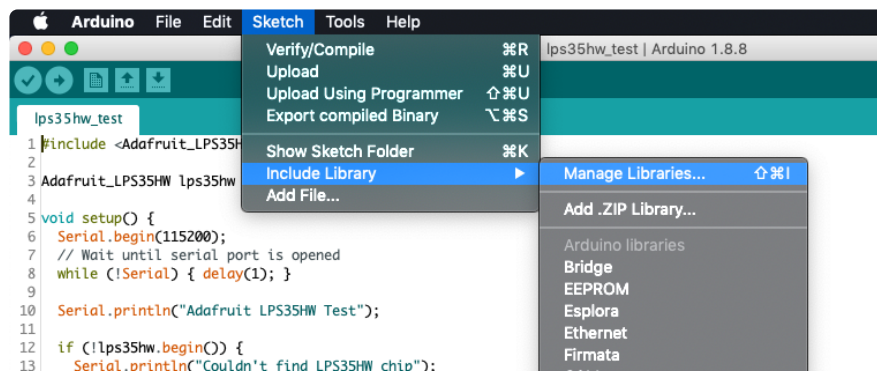 Arduino File Edit Sketch Tools Help
lps35hw_test | Arduino 1.8.8
Verify/Compile ⌘R
Upload ⌘U
Upload Using Programmer ⇧⌘U
Export compiled Binary ⌥⌘S
Show Sketch Folder ⌘K
Include Library ▶
Add File...
Manage Libraries... ⇧⌘I
Add .ZIP Library...
Arduino libraries
Bridge
EEPROM
Esplora
Ethernet
Firmata
lps35hw_test
1 #include <Adafruit_LPS35H
2
3 Adafruit_LPS35HW lps35hw
4
5 void setup() {
6 Serial.begin(115200);
7 // Wait until serial port is opened
8 while (!Serial) { delay(1); }
9
10 Serial.println("Adafruit LPS35HW Test");
11
12 if (!lps35hw.begin()) {
13 Serial.println("Couldn't find LPS35HW chip");